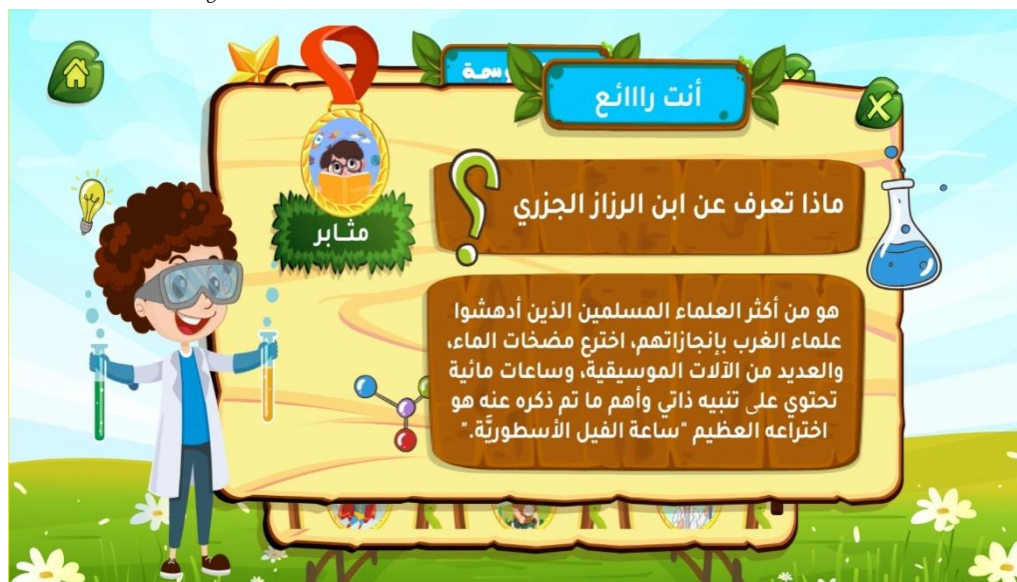 أنت رااائع
مثـابر
ماذا تعرف عن ابن الرزاز الجزري
؟
هو من أكثر العلماء المسلمين الذين أدهشوا
علماء الغرب بإنجازاتهم، اخترع مضخات الماء،
والعديد من الآلات الموسيقية، وساعات مائية
تحتوي على تنبيه ذاتي وأهم ما تم ذكره عنه هو
اختراعه العظيم "ساعة الفيل الأسطوريَّة."